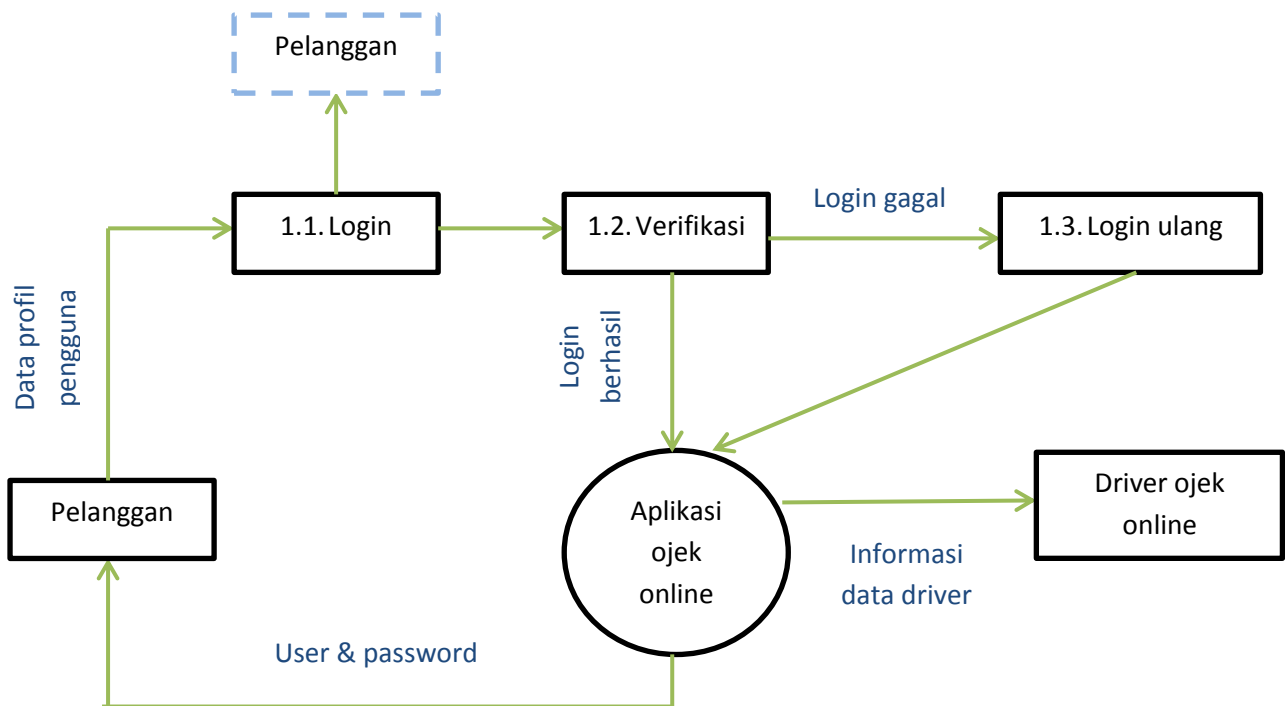 Pelanggan
1.1. Login
1.2. Verifikasi
Login gagal
1.3. Login ulang
Data profil
pengguna
Login
berhasil
Pelanggan
Aplikasi
ojek
online
Driver ojek
online
Informasi
data driver
User & password